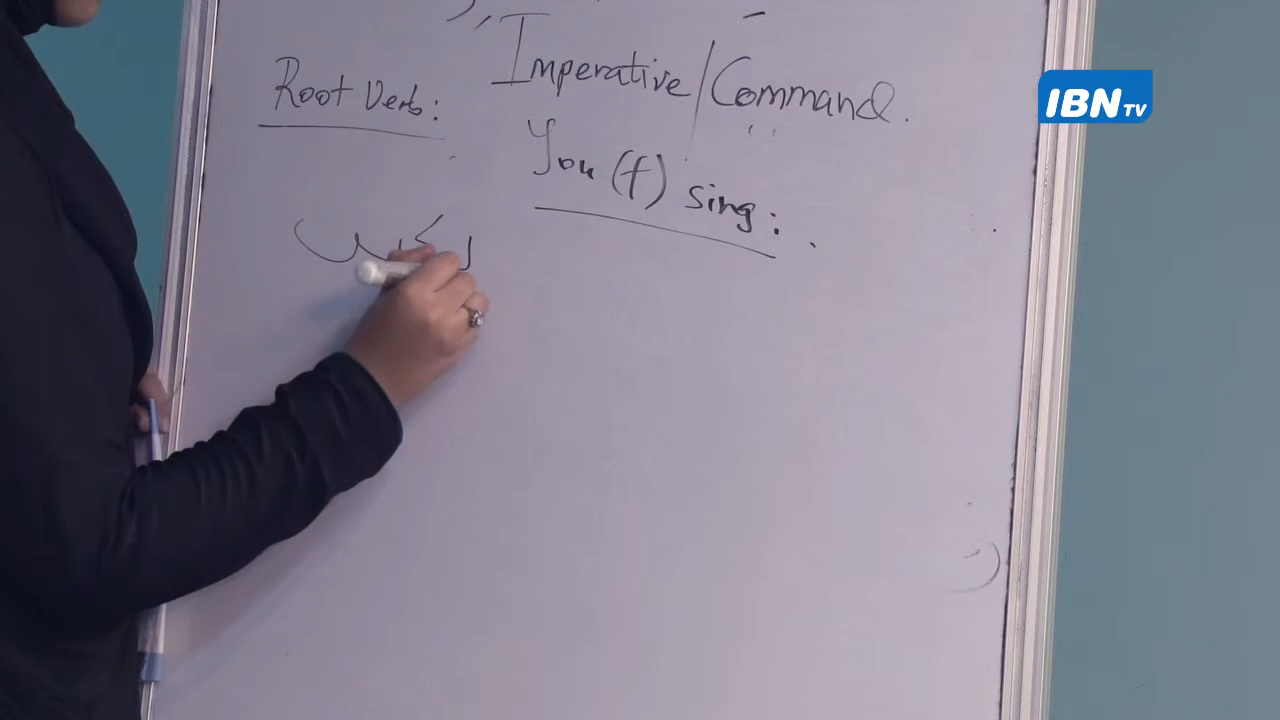 Imperative/Command.
Root Verb:
You (f) sing:
IBN TV